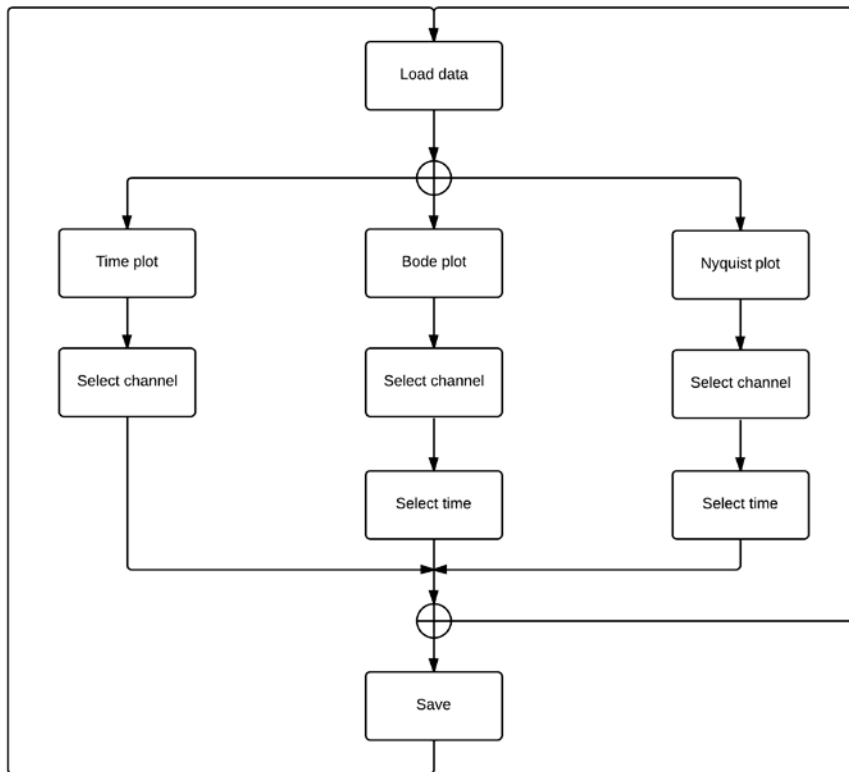 Load data
Time plot
Bode plot
Nyquist plot
Select channel
Select channel
Select channel
Select time
Select time
Save